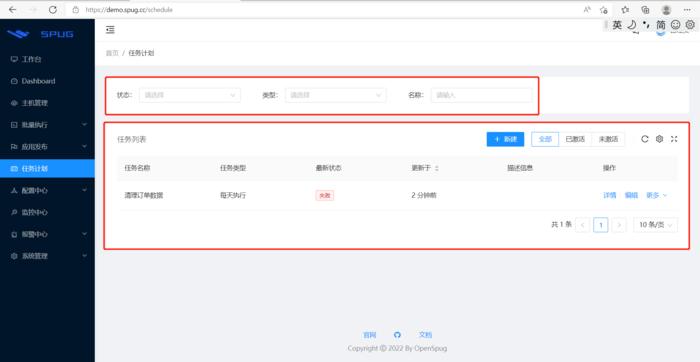 https://demo.spug.cc/schedule
英 简
SPUG
工作台
Dashboard
主机管理
批量执行
应用发布
任务计划
配置中心
监控中心
报警中心
系统管理
首页 / 任务计划
状态： 请选择 类型： 请选择 名称： 请输入
任务列表 + 新建 全部 已激活 未激活
任务名称 任务类型 最新状态 更新于 描述信息 操作
清理订单数据 每天执行 失败 2 分钟前 详情 编辑 更多
共 1 条 < 1 > 10 条/页
官网 文档
Copyright © 2022 By OpenSpug